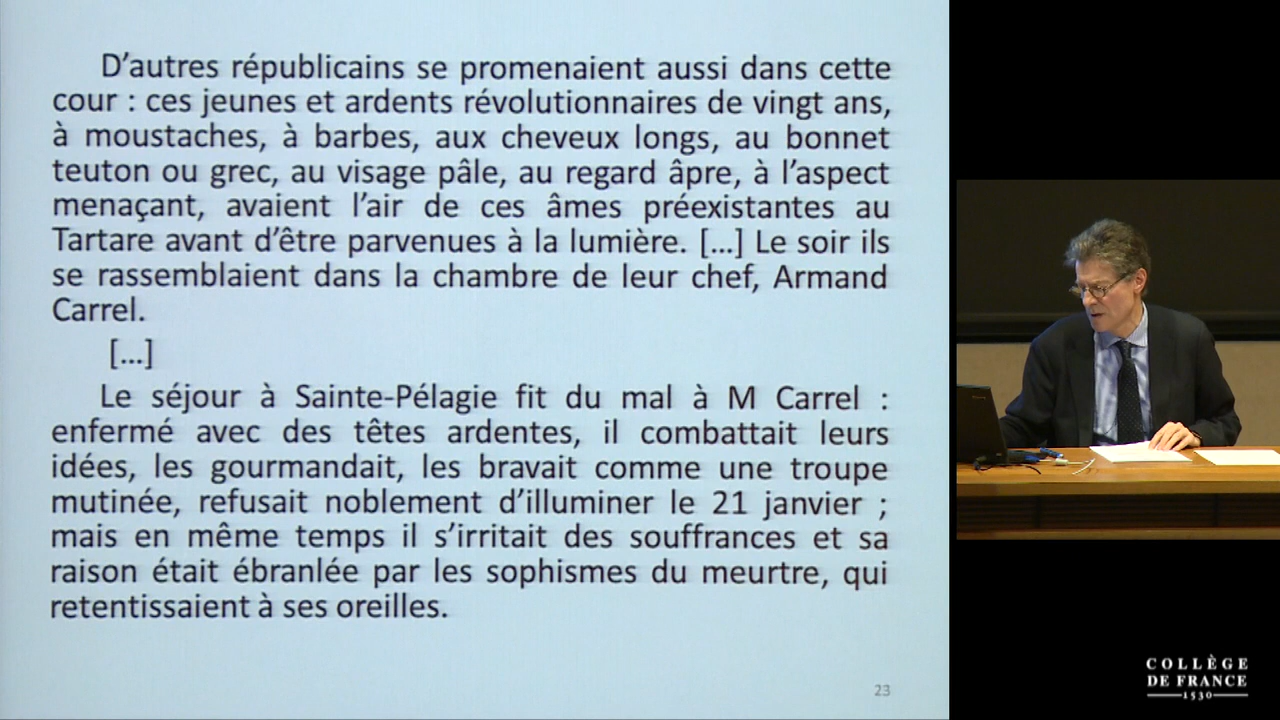 D’autres républicains se promenaient aussi dans cette
cour : ces jeunes et ardents révolutionnaires de vingt ans,
à moustaches, à barbes, aux cheveux longs, au bonnet
teuton ou grec, au visage pâle, au regard âpre, à l’aspect
menaçant, avaient l’air de ces âmes préexistantes au
Tartare avant d’être parvenues à la lumière. [...] Le soir ils
se rassemblaient dans la chambre de leur chef, Armand
Carrel.
[...]
Le séjour à Sainte-Pélagie fit du mal à M Carrel :
enfermé avec des têtes ardentes, il combattait leurs
idées, les gourmandait, les bravait comme une troupe
mutinée, refusait noblement d’illuminer le 21 janvier ;
mais en même temps il s’irritait des souffrances et sa
raison était ébranlée par les sophismes du meurtre, qui
retentissaient à ses oreilles.
23
COLLÈGE
DE FRANCE
1530